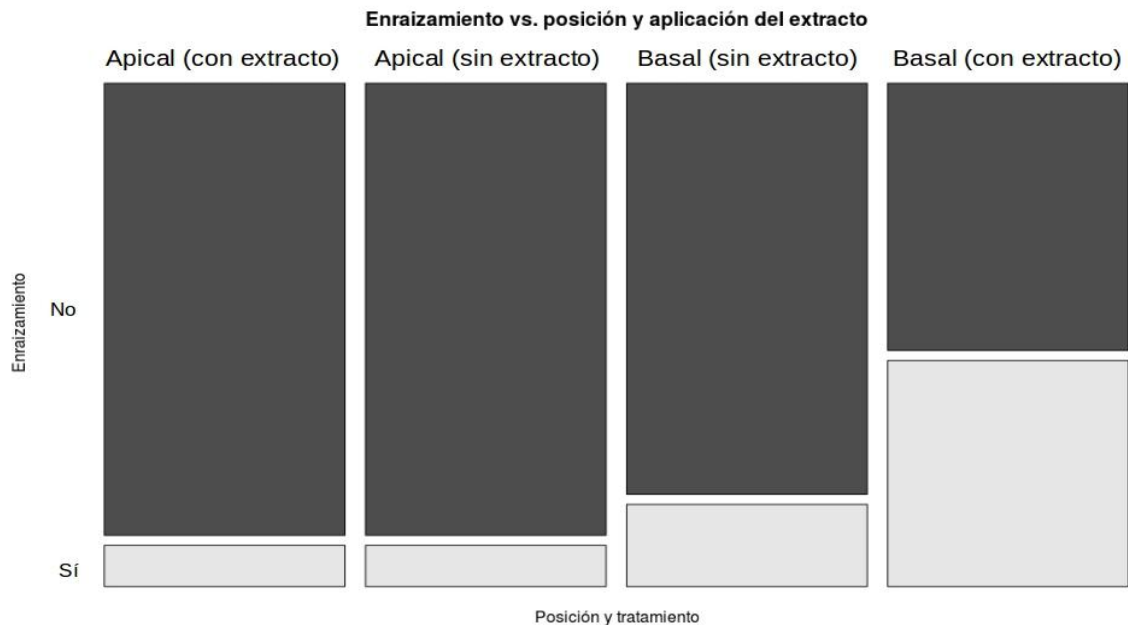 Enraizamiento vs. posición y aplicación del extracto
Apical (con extracto) Apical (sin extracto) Basal (sin extracto) Basal (con extracto)
Enraizamiento
No
Sí
Posición y tratamiento